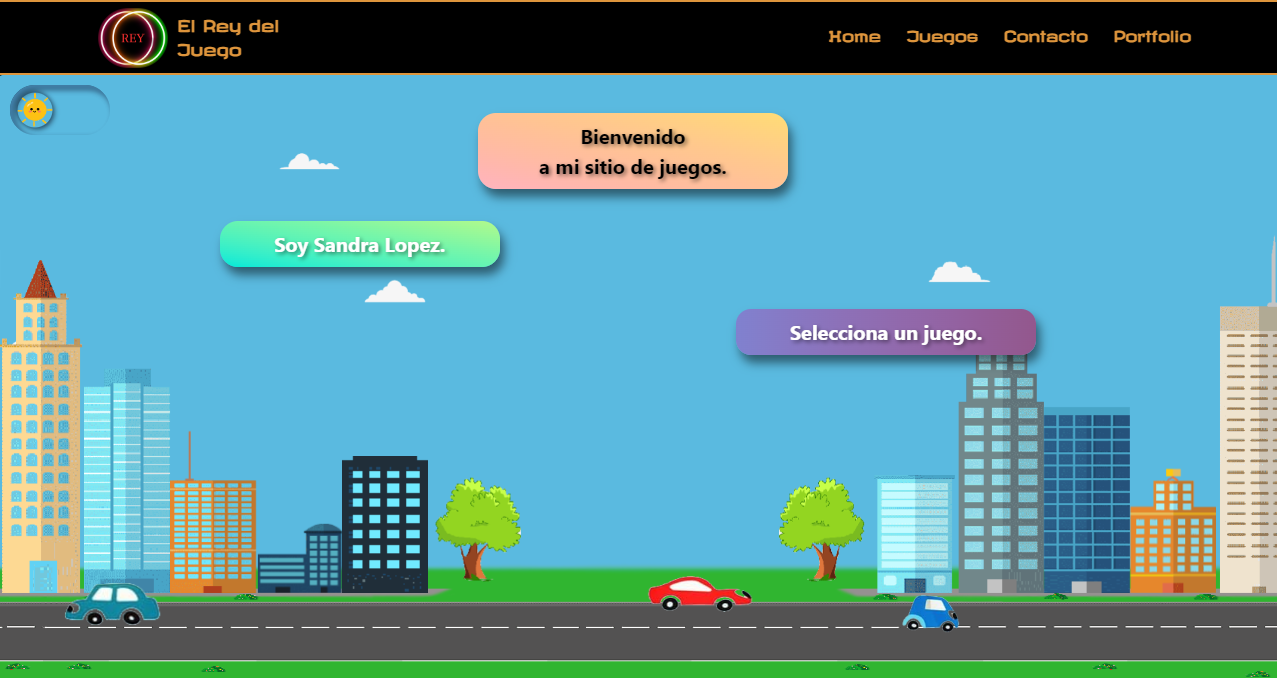 REY
El Rey del
Juego
Home
Juegos
Contacto
Portfolio
Bienvenido
a mi sitio de juegos.
Soy Sandra Lopez.
Selecciona un juego.